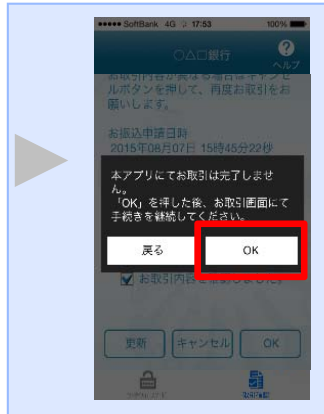 SoftBank 4G 17:53 100%
○△□銀行
ヘルプ
お取引内容が異なる場合はキャンセ
ルボタンを押して、再度お取引をお
願いします。
お振込申請日時
2015年08月07日 15時45分22秒
本アプリにてお取引は完了しませ
ん。
「OK」を押した後、お取引画面にて
手続きを継続してください。
戻る OK
お取引内容を確認しました。
更新 キャンセル OK
取引内容